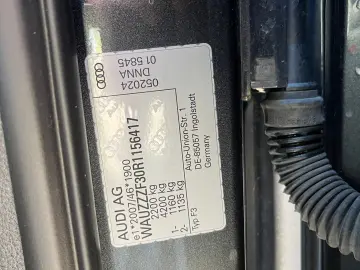 AUDI AG
e1*2007/46*1900
WAUZZZF30R1156417
2200 kg
4200 kg
1- 1160 kg
2- 1135 kg
Typ F3
Auto-Union-Str. 1
DE-85057 Ingolstadt
Germany
052024
DNNA
01 5845